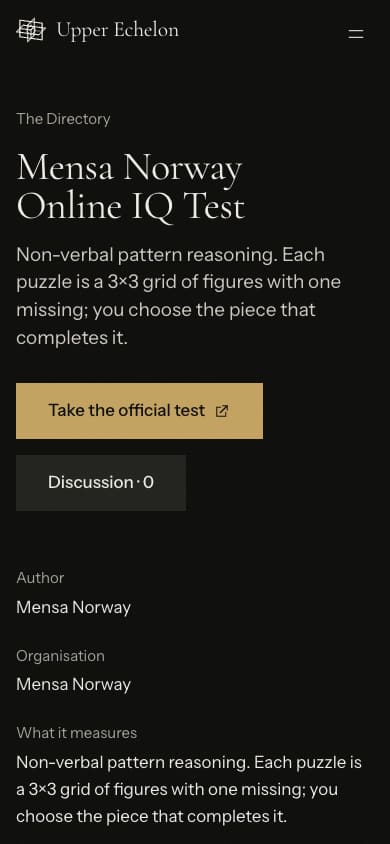 Upper Echelon
The Directory
Mensa Norway
Online IQ Test
Non-verbal pattern reasoning. Each
puzzle is a 3×3 grid of figures with one
missing; you choose the piece that
completes it.
Take the official test
Discussion · 0
Author
Mensa Norway
Organisation
Mensa Norway
What it measures
Non-verbal pattern reasoning. Each puzzle is
a 3×3 grid of figures with one missing; you
choose the piece that completes it.